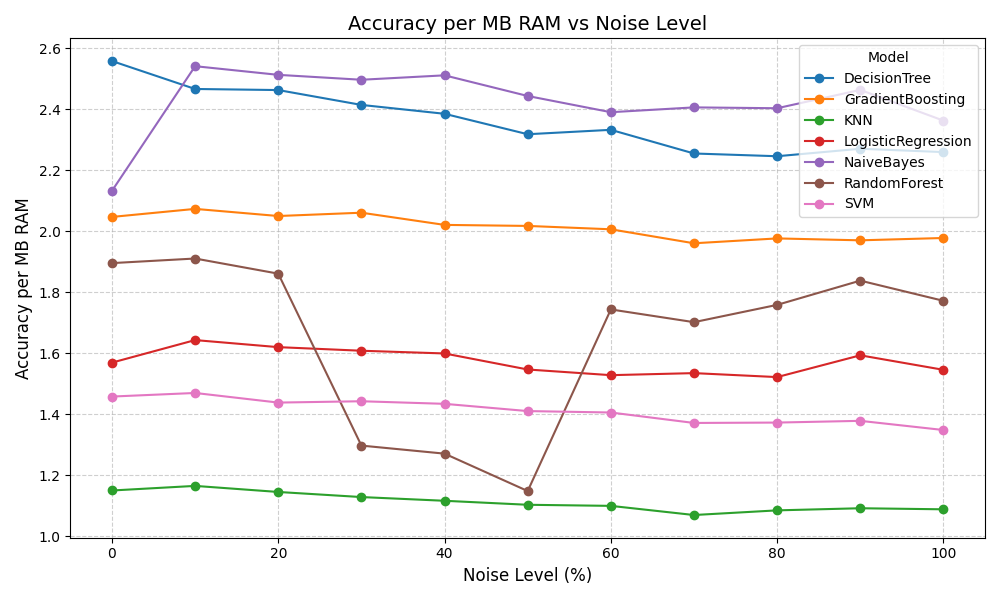 Accuracy per MB RAM vs Noise Level
Model
DecisionTree
GradientBoosting
KNN
LogisticRegression
NaiveBayes
RandomForest
SVM
Accuracy per MB RAM
2.6
2.4
2.2
2.0
1.8
1.6
1.4
1.2
1.0
0
20
40
60
80
100
Noise Level (%)